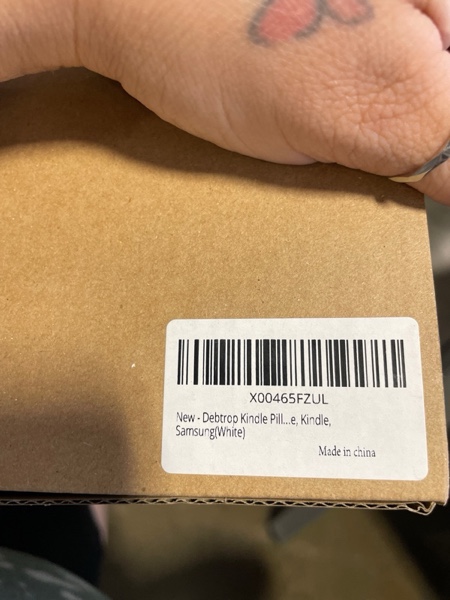 X00465FZUL
New - Debtrop Kindle Pill...e, Kindle,
Samsung(White)
Made in china